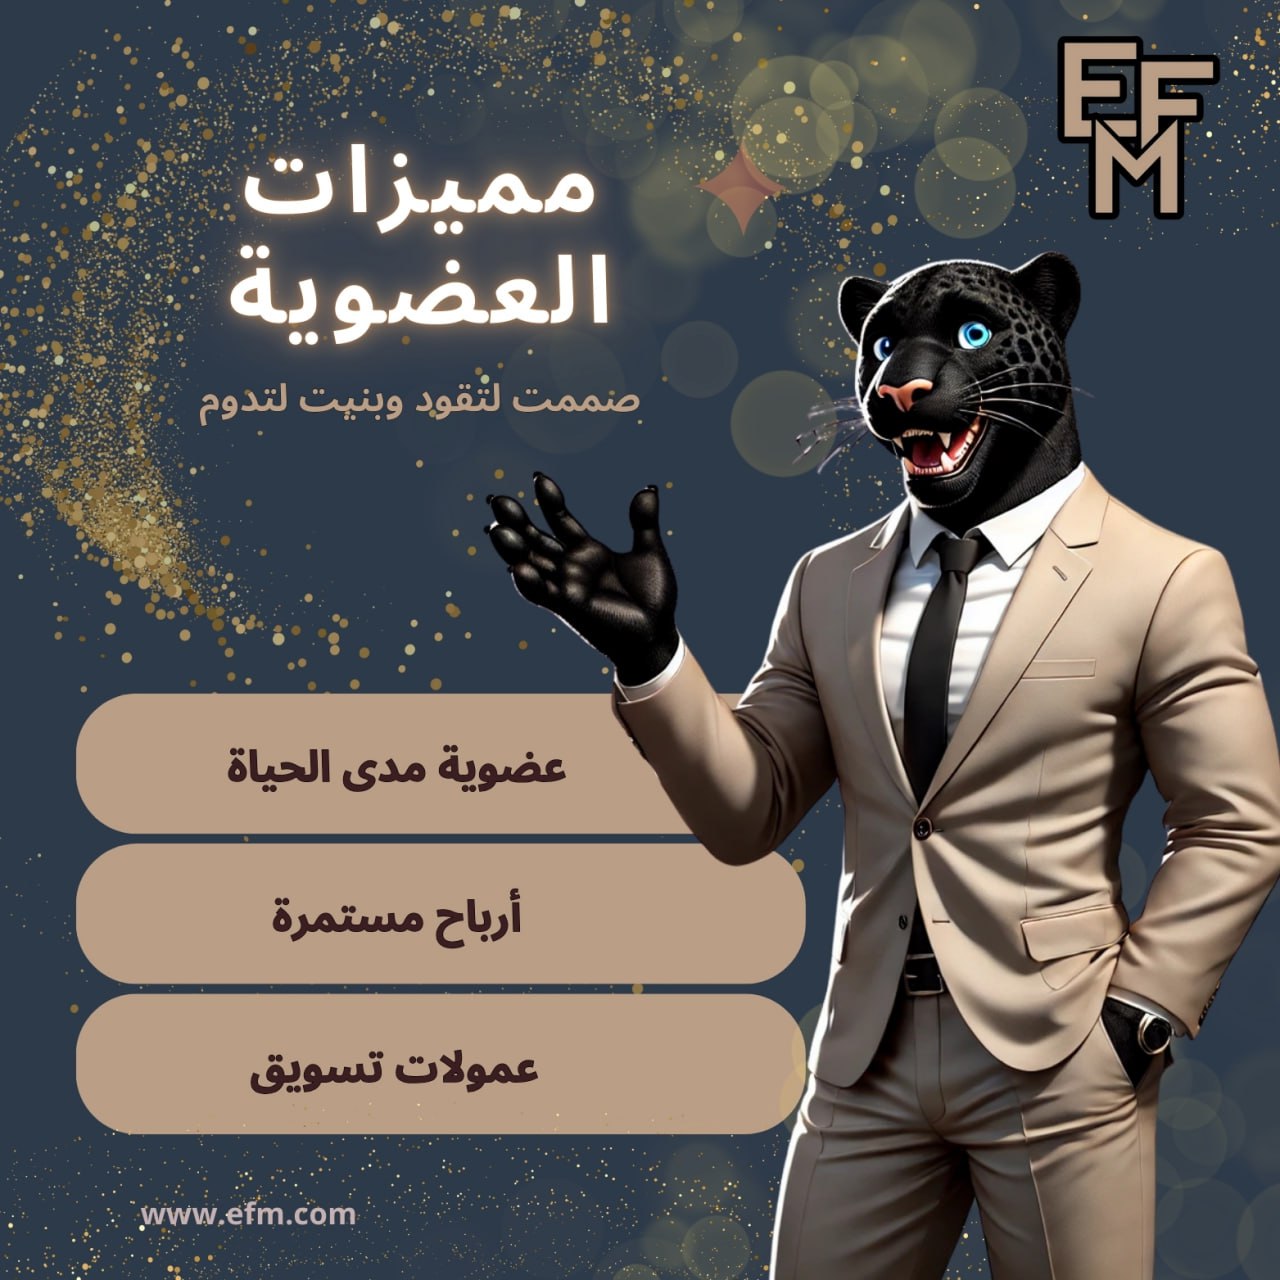 EFM
مميزات
العضوية
صممت لتقود وبنيت لتدوم
عضوية مدى الحياة
أرباح مستمرة
عمولات تسويق
www.efm.com